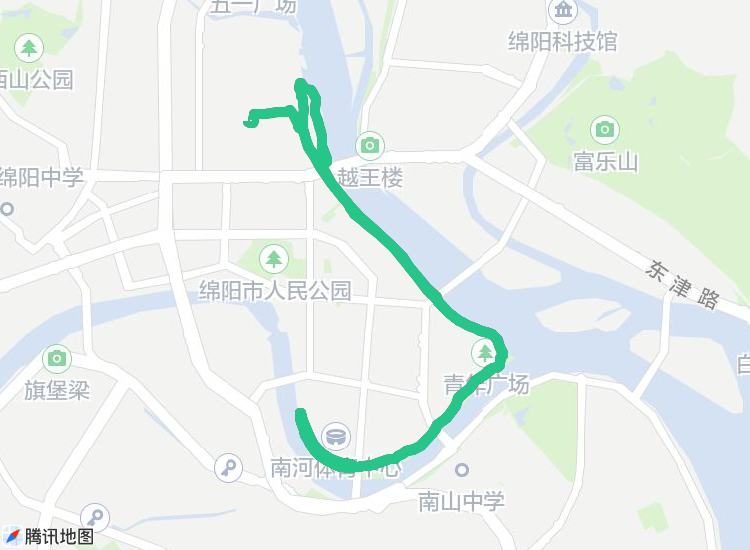 五一广场
绵阳科技馆
西山公园
富乐山
绵阳中学
越王楼
东津路
绵阳市人民公园
旗堡梁
青年广场
南河体育中心
南山中学
腾讯地图